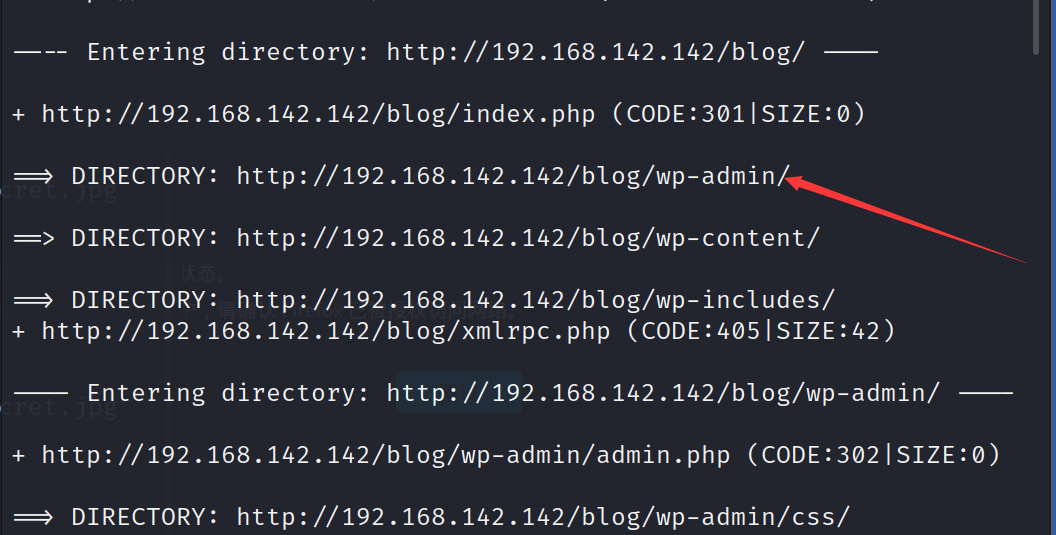 ---- Entering directory: http://192.168.142.142/blog/ ----
+ http://192.168.142.142/blog/index.php (CODE:301|SIZE:0)
==> DIRECTORY: http://192.168.142.142/blog/wp-admin/
==> DIRECTORY: http://192.168.142.142/blog/wp-content/
状态。
==> DIRECTORY: http://192.168.142.142/blog/wp-includes/
+ http://192.168.142.142/blog/xmlrpc.php (CODE:405|SIZE:42)
---- Entering directory: http://192.168.142.142/blog/wp-admin/ ----
cret.jpg
+ http://192.168.142.142/blog/wp-admin/admin.php (CODE:302|SIZE:0)
==> DIRECTORY: http://192.168.142.142/blog/wp-admin/css/